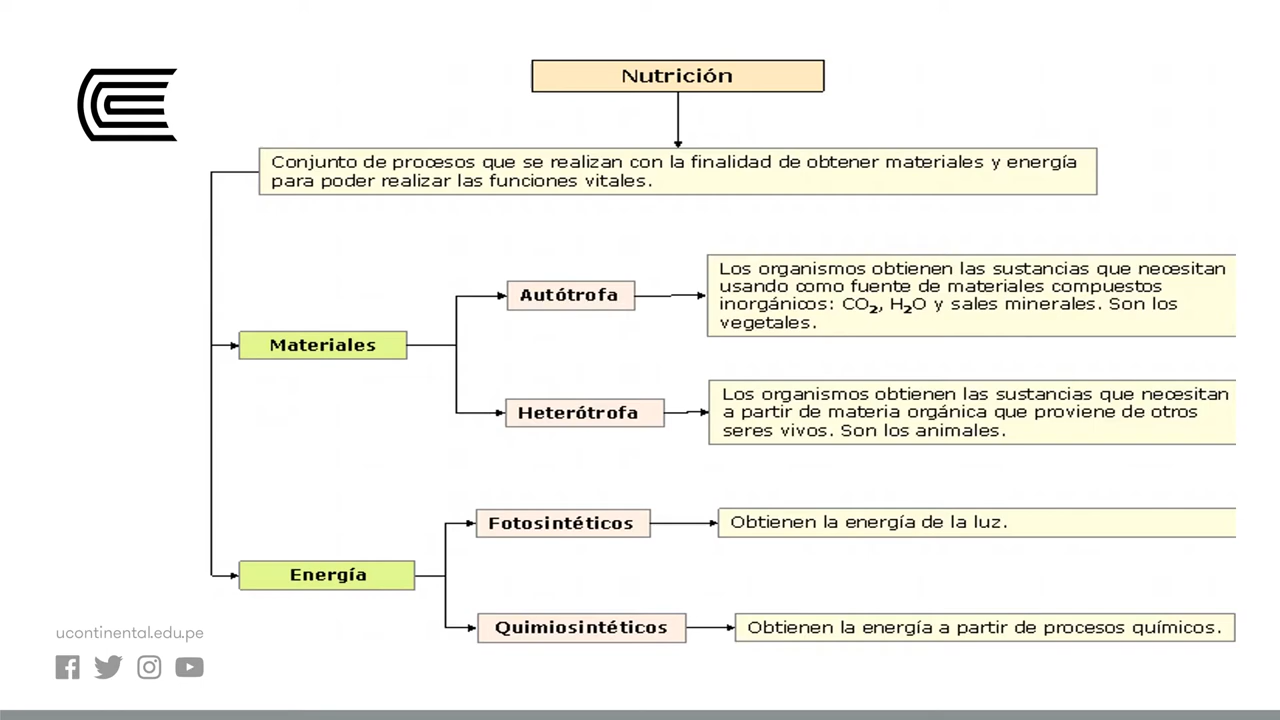 Nutrición
Conjunto de procesos que se realizan con la finalidad de obtener materiales y energía
para poder realizar las funciones vitales.
Los organismos obtienen las sustancias que necesitan
usando como fuente de materiales compuestos
inorgánicos: CO₂, H₂O y sales minerales. Son los
vegetales.
Autótrofa
Materiales
Heterótrofa
Los organismos obtienen las sustancias que necesitan
a partir de materia orgánica que proviene de otros
seres vivos. Son los animales.
Fotosintéticos
Obtienen la energía de la luz.
Energía
Quimiosintéticos
Obtienen la energía a partir de procesos químicos.
ucontinental.edu.pe